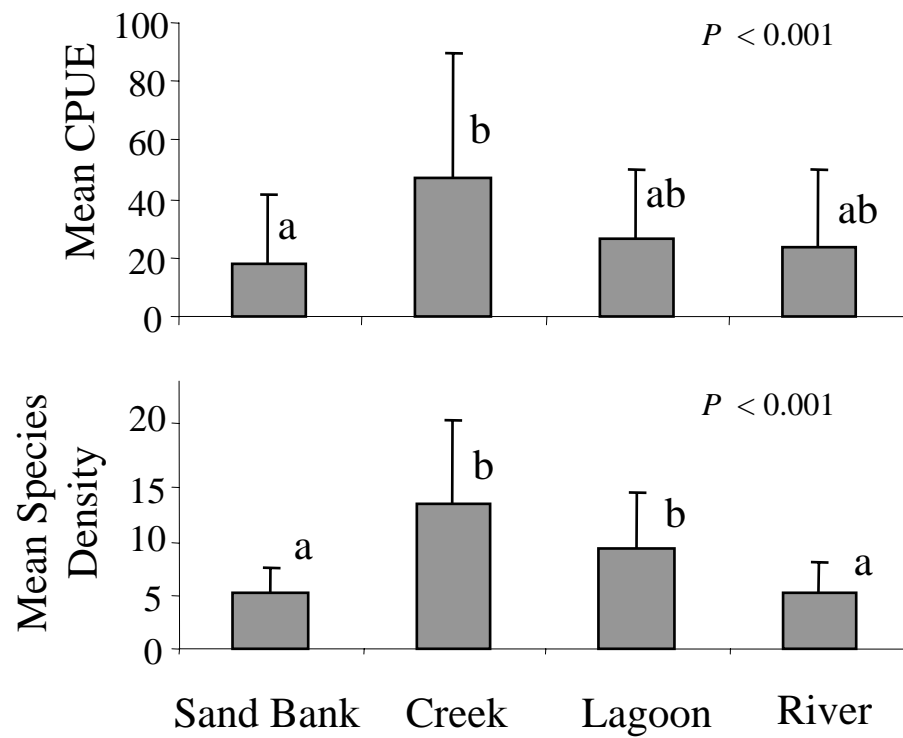 Mean CPUE
100
80
60
40
20
0
P < 0.001
a
b
ab
ab
Mean Species
Density
20
15
10
5
0
P < 0.001
a
b
b
a
Sand Bank Creek Lagoon River